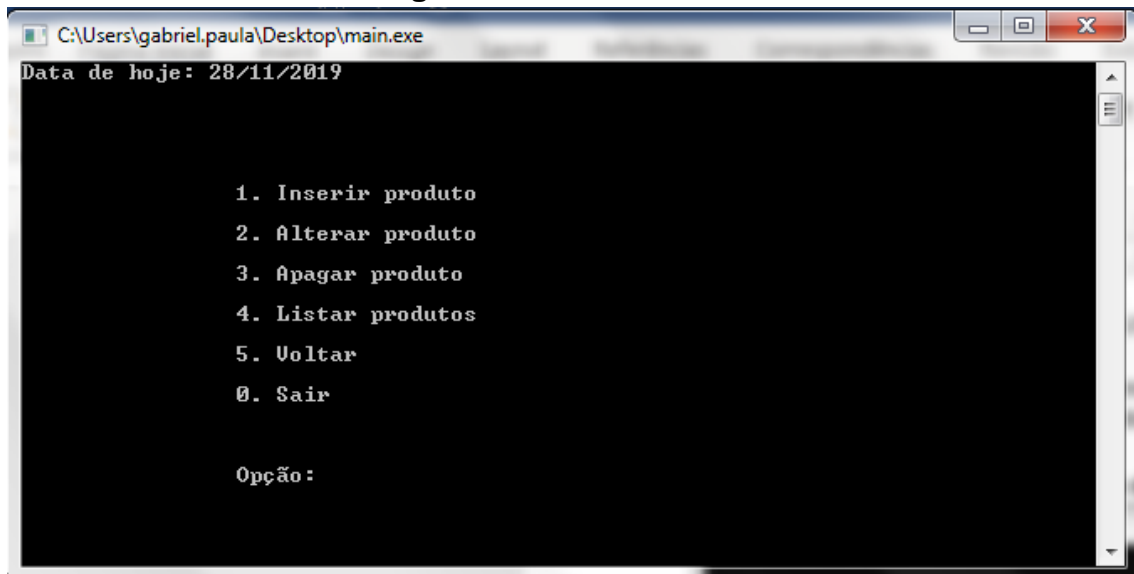 C:\Users\gabriel.paula\Desktop\main.exe
Data de hoje: 28/11/2019
1. Inserir produto
2. Alterar produto
3. Apagar produto
4. Listar produtos
5. Voltar
0. Sair
Opção: